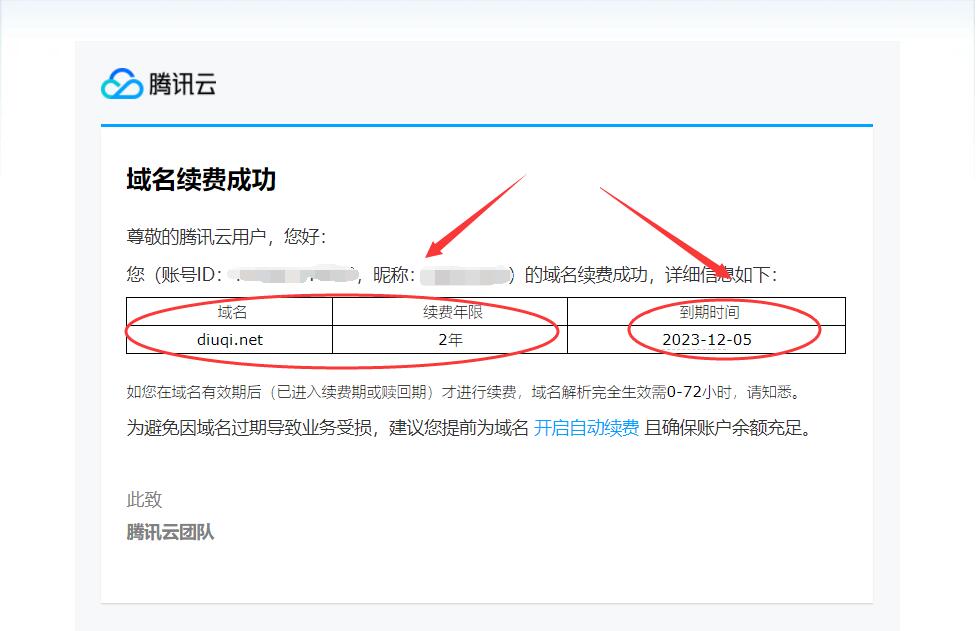 腾讯云
域名续费成功
尊敬的腾讯云用户，您好：
您（账号ID：，昵称：）的域名续费成功，详细信息如下：
域名 续费年限 到期时间
diuqi.net 2年 2023-12-05
如您在域名有效期后（已进入续费期或赎回期）才进行续费，域名解析完全生效需0-72小时，请知悉。
为避免因域名过期导致业务受损，建议您提前为域名 开启自动续费 且确保账户余额充足。
此致
腾讯云团队